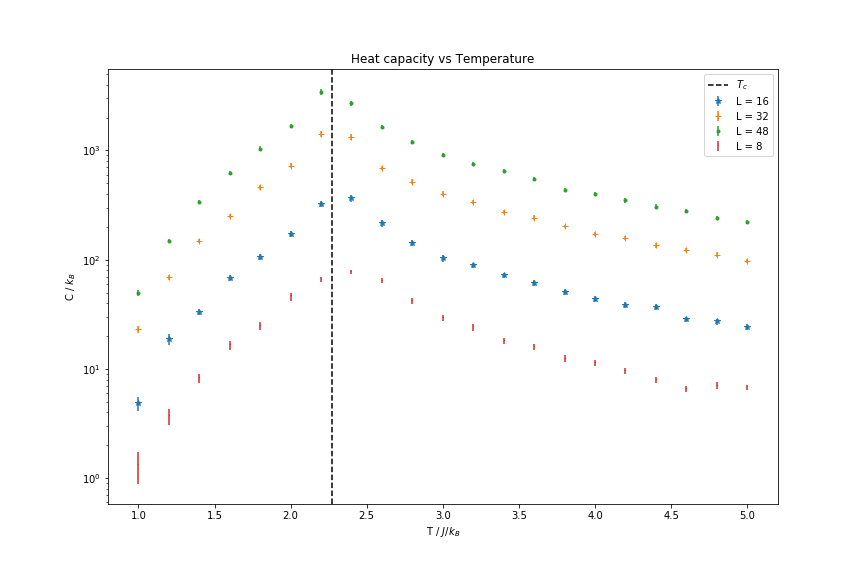 Heat capacity vs Temperature
T_c
L = 16
L = 32
L = 48
L = 8
C / k_B
10^3
10^2
10^1
10^0
1.0 1.5 2.0 2.5 3.0 3.5 4.0 4.5 5.0
T / J/k_B